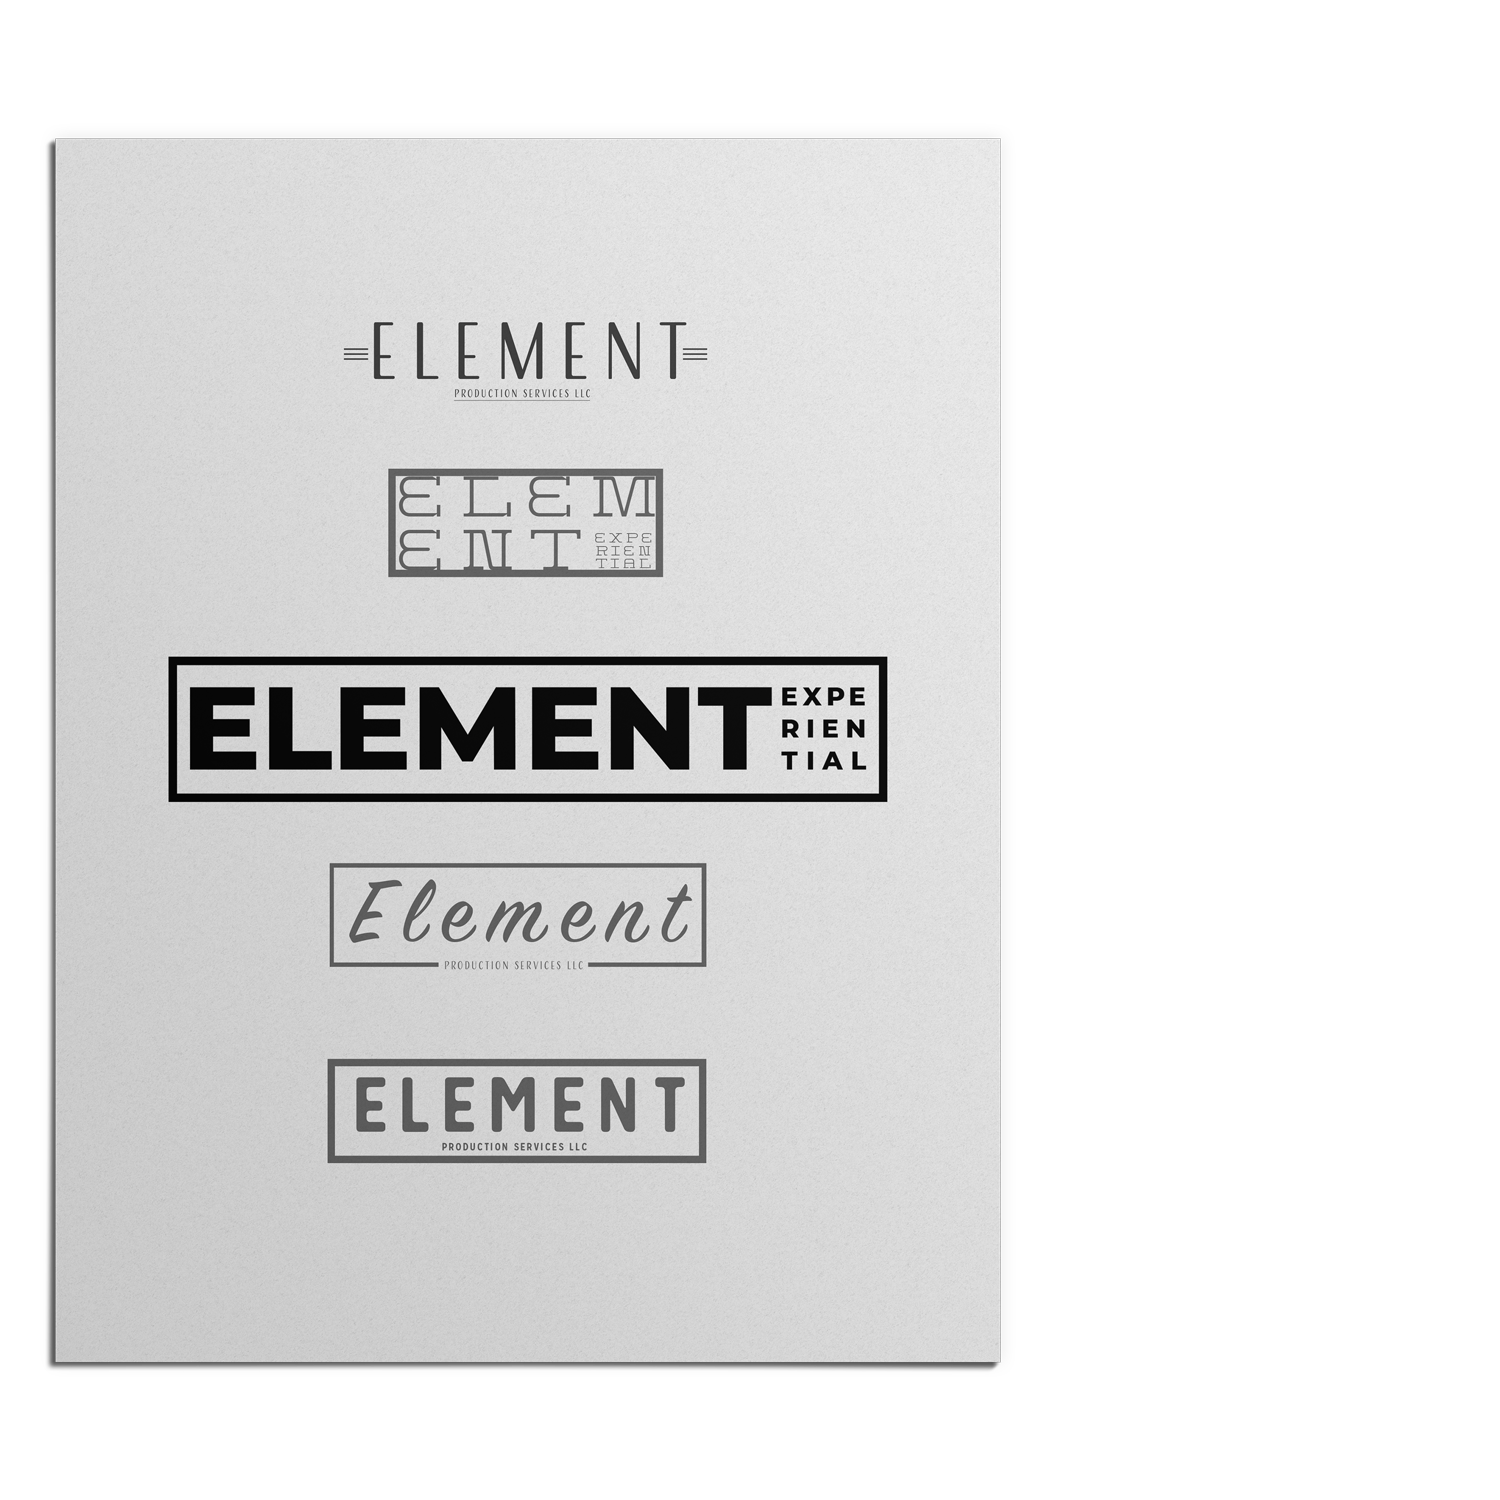 ELEMENT
PRODUCTION SERVICES LLC
ELEM
ENT
EXPE
RIEN
TIAL
ELEMENT
EXPE
RIEN
TIAL
Element
PRODUCTION SERVICES LLC
ELEMENT
PRODUCTION SERVICES LLC